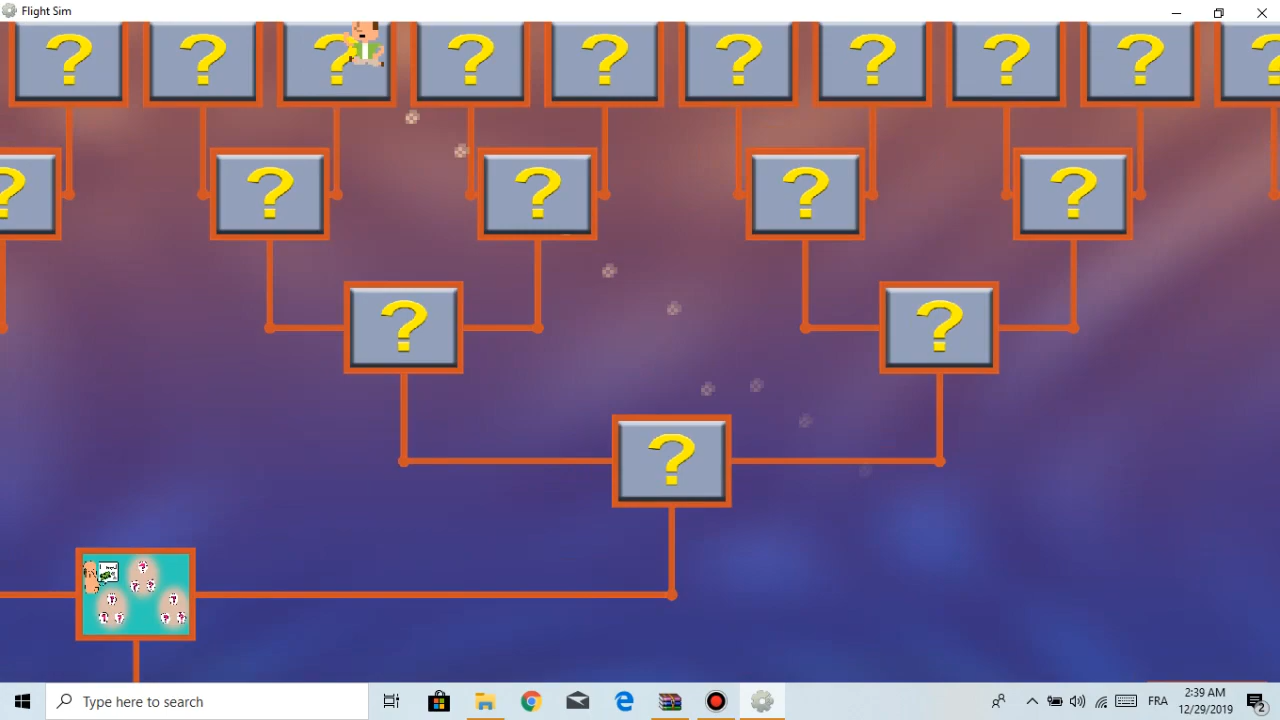 Flight Sim
? ? ? ? ? ? ? ? ? ?
? ? ? ? ?
? ?
?
Type here to search
FRA
2:39 AM
12/29/2019
2